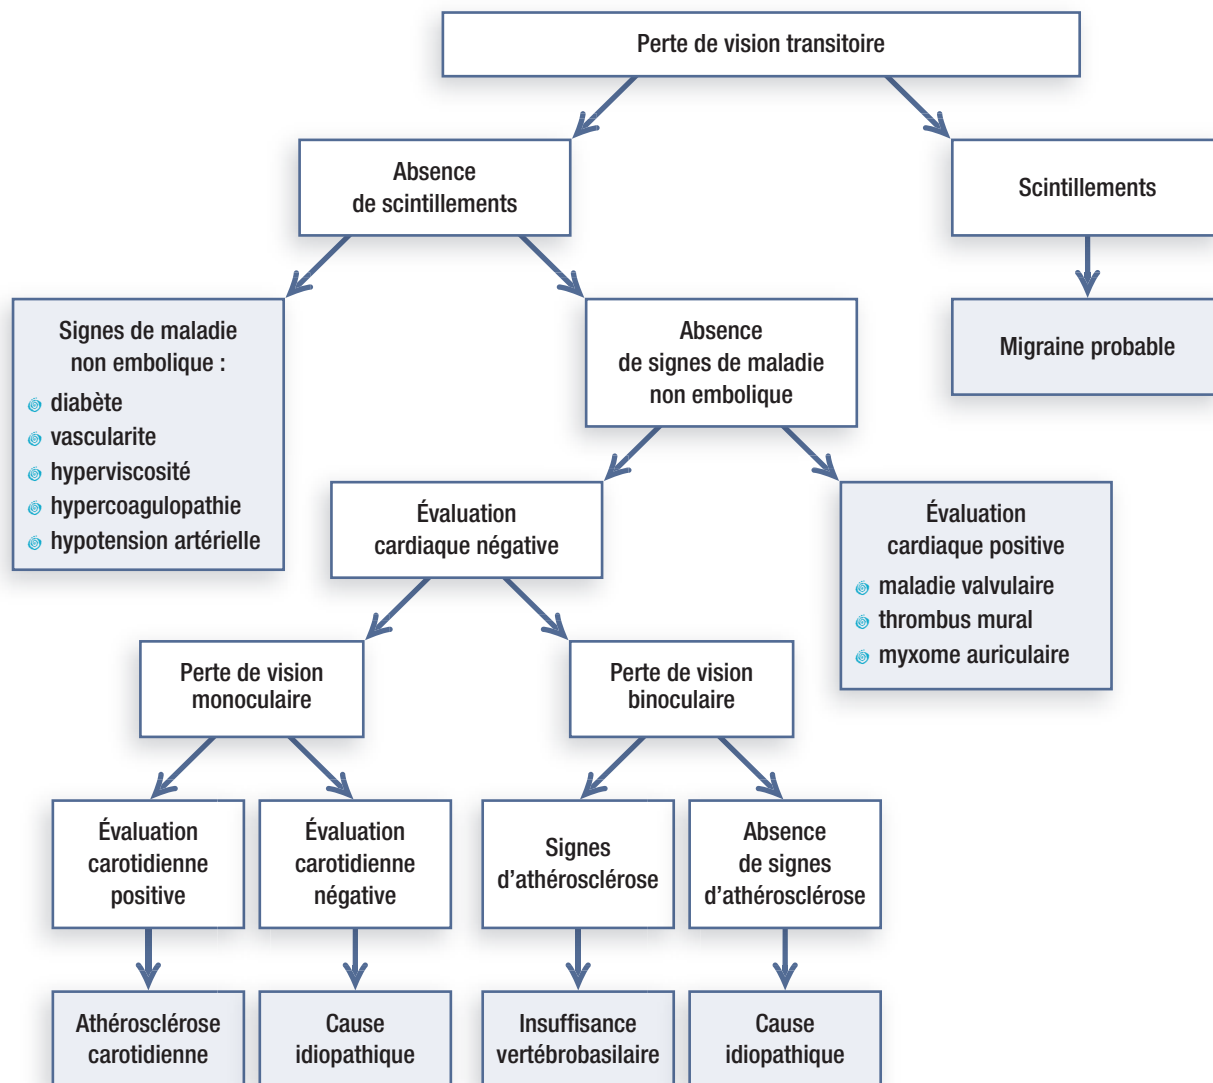 Perte de vision transitoire
Absence
de scintillements
Scintillements
Signes de maladie
non embolique :
diabète
vascularite
hyperviscosité
hypercoagulopathie
hypotension artérielle
Absence
de signes de maladie
non embolique
Migraine probable
Évaluation
cardiaque négative
Évaluation
cardiaque positive
maladie valvulaire
thrombus mural
myxome auriculaire
Perte de vision
monoculaire
Perte de vision
binoculaire
Évaluation
carotidienne
positive
Évaluation
carotidienne
négative
Signes
d'athérosclérose
Absence
de signes
d'athérosclérose
Athérosclérose
carotidienne
Cause
idiopathique
Insuffisance
vertébrobasilaire
Cause
idiopathique